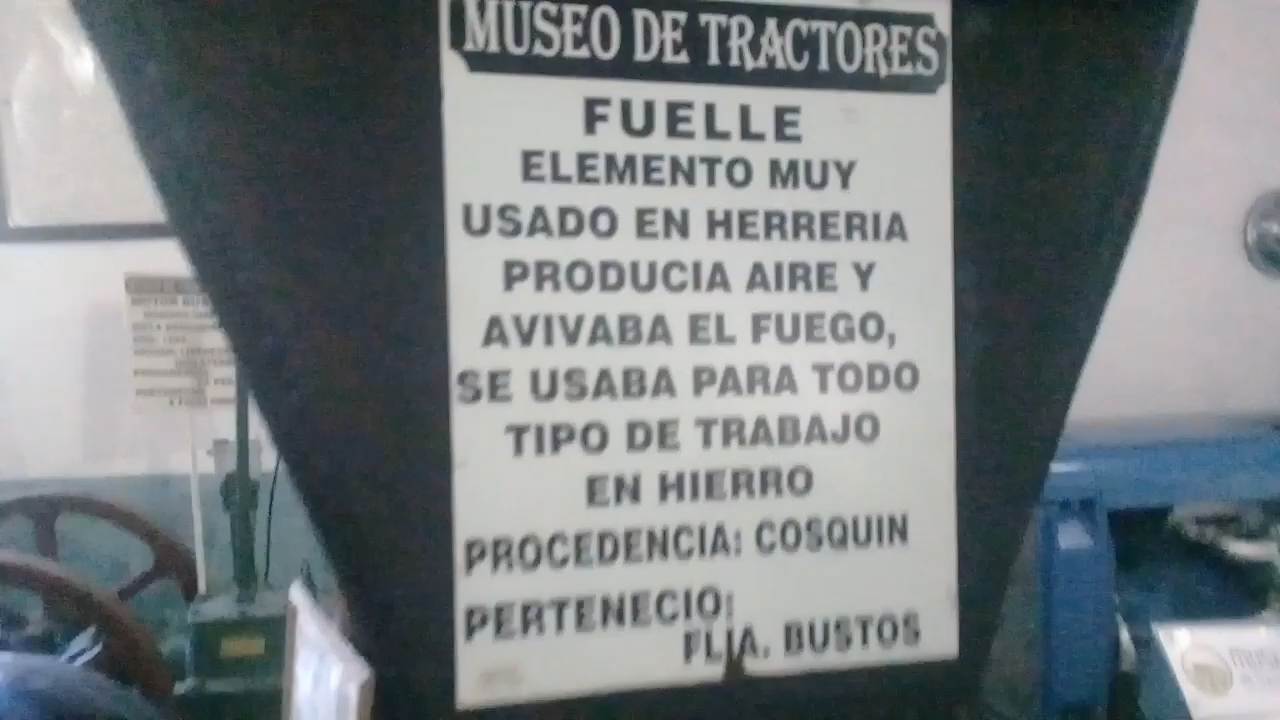 MUSEO DE TRACTORES
FUELLE
ELEMENTO MUY
USADO EN HERRERIA
PRODUCIA AIRE Y
AVIVABA EL FUEGO,
SE USABA PARA TODO
TIPO DE TRABAJO
EN HIERRO
PROCEDENCIA: COSQUIN
PERTENECIO:
FLIA. BUSTOS